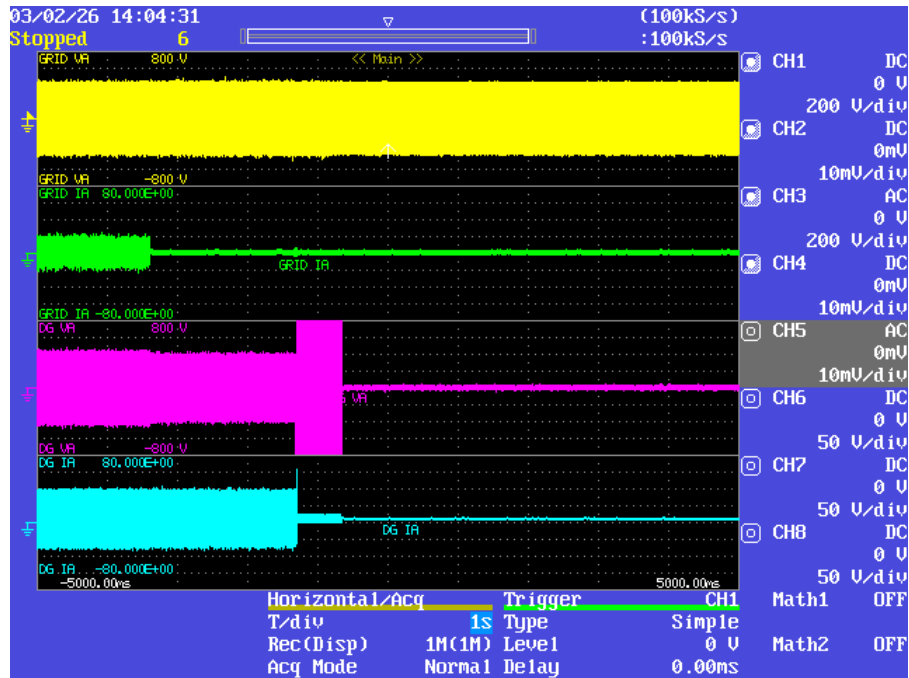 03/02/26 14:04:31 (100kS/s)
Stopped 6 :100kS/s
GRID VA 800 V << Main >>
GRID VA -800 V
GRID IA 80.000E+00
GRID IA
GRID IA -80.000E+00
DG VA 800 V
VA
DG VA -800 V
DG IA 80.000E+00
DG IA
DG IA -80.000E+00
-5000.00ms 5000.00ms
CH1 DC
0 V
200 V/div
CH2 DC
0mV
10mV/div
CH3 AC
0 V
200 V/div
CH4 DC
0mV
10mV/div
CH5 AC
0mV
10mV/div
CH6 DC
0 V
50 V/div
CH7 DC
0 V
50 V/div
CH8 DC
0 V
50 V/div
Horizontal/Acq Trigger CH1 Math1 OFF
T/div 1s Type Simple
Rec(Disp) 1M(1M) Level 0 V Math2 OFF
Acq Mode Normal Delay 0.00ms